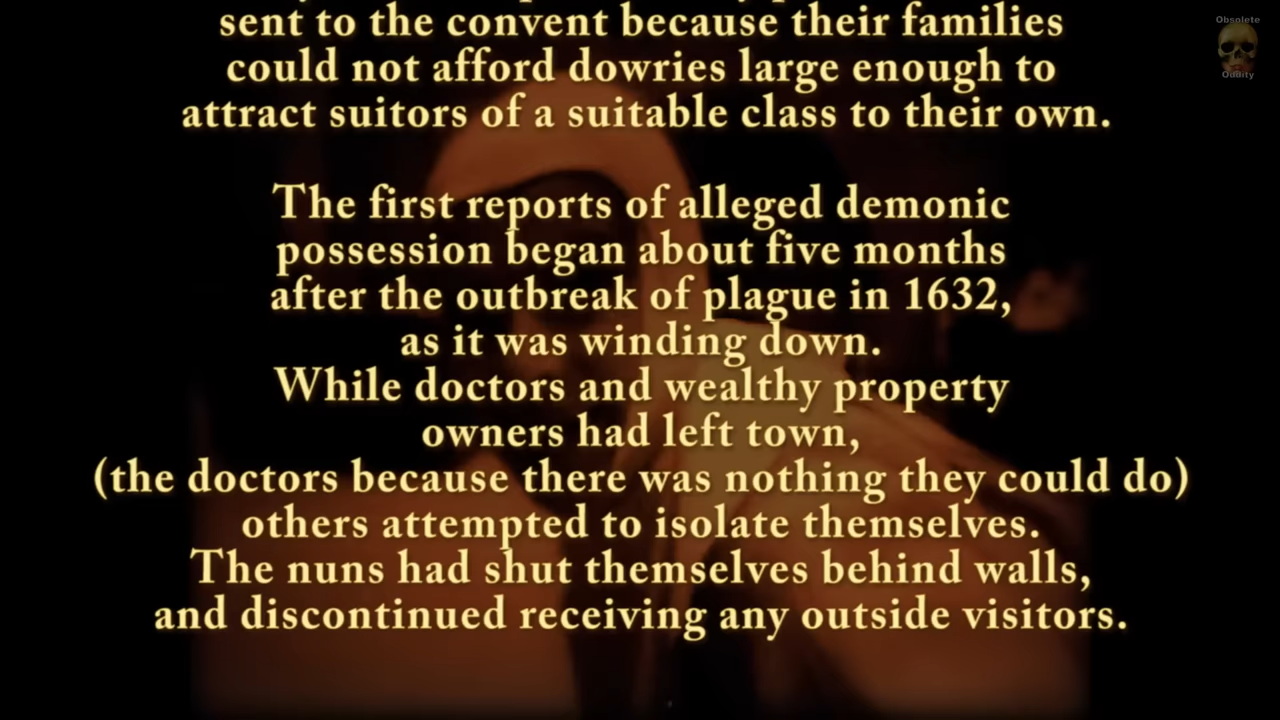 sent to the convent because their families
could not afford dowries large enough to
attract suitors of a suitable class to their own.
The first reports of alleged demonic
possession began about five months
after the outbreak of plague in 1632,
as it was winding down.
While doctors and wealthy property
owners had left town,
(the doctors because there was nothing they could do)
others attempted to isolate themselves.
The nuns had shut themselves behind walls,
and discontinued receiving any outside visitors.
Obsolete
Oddity